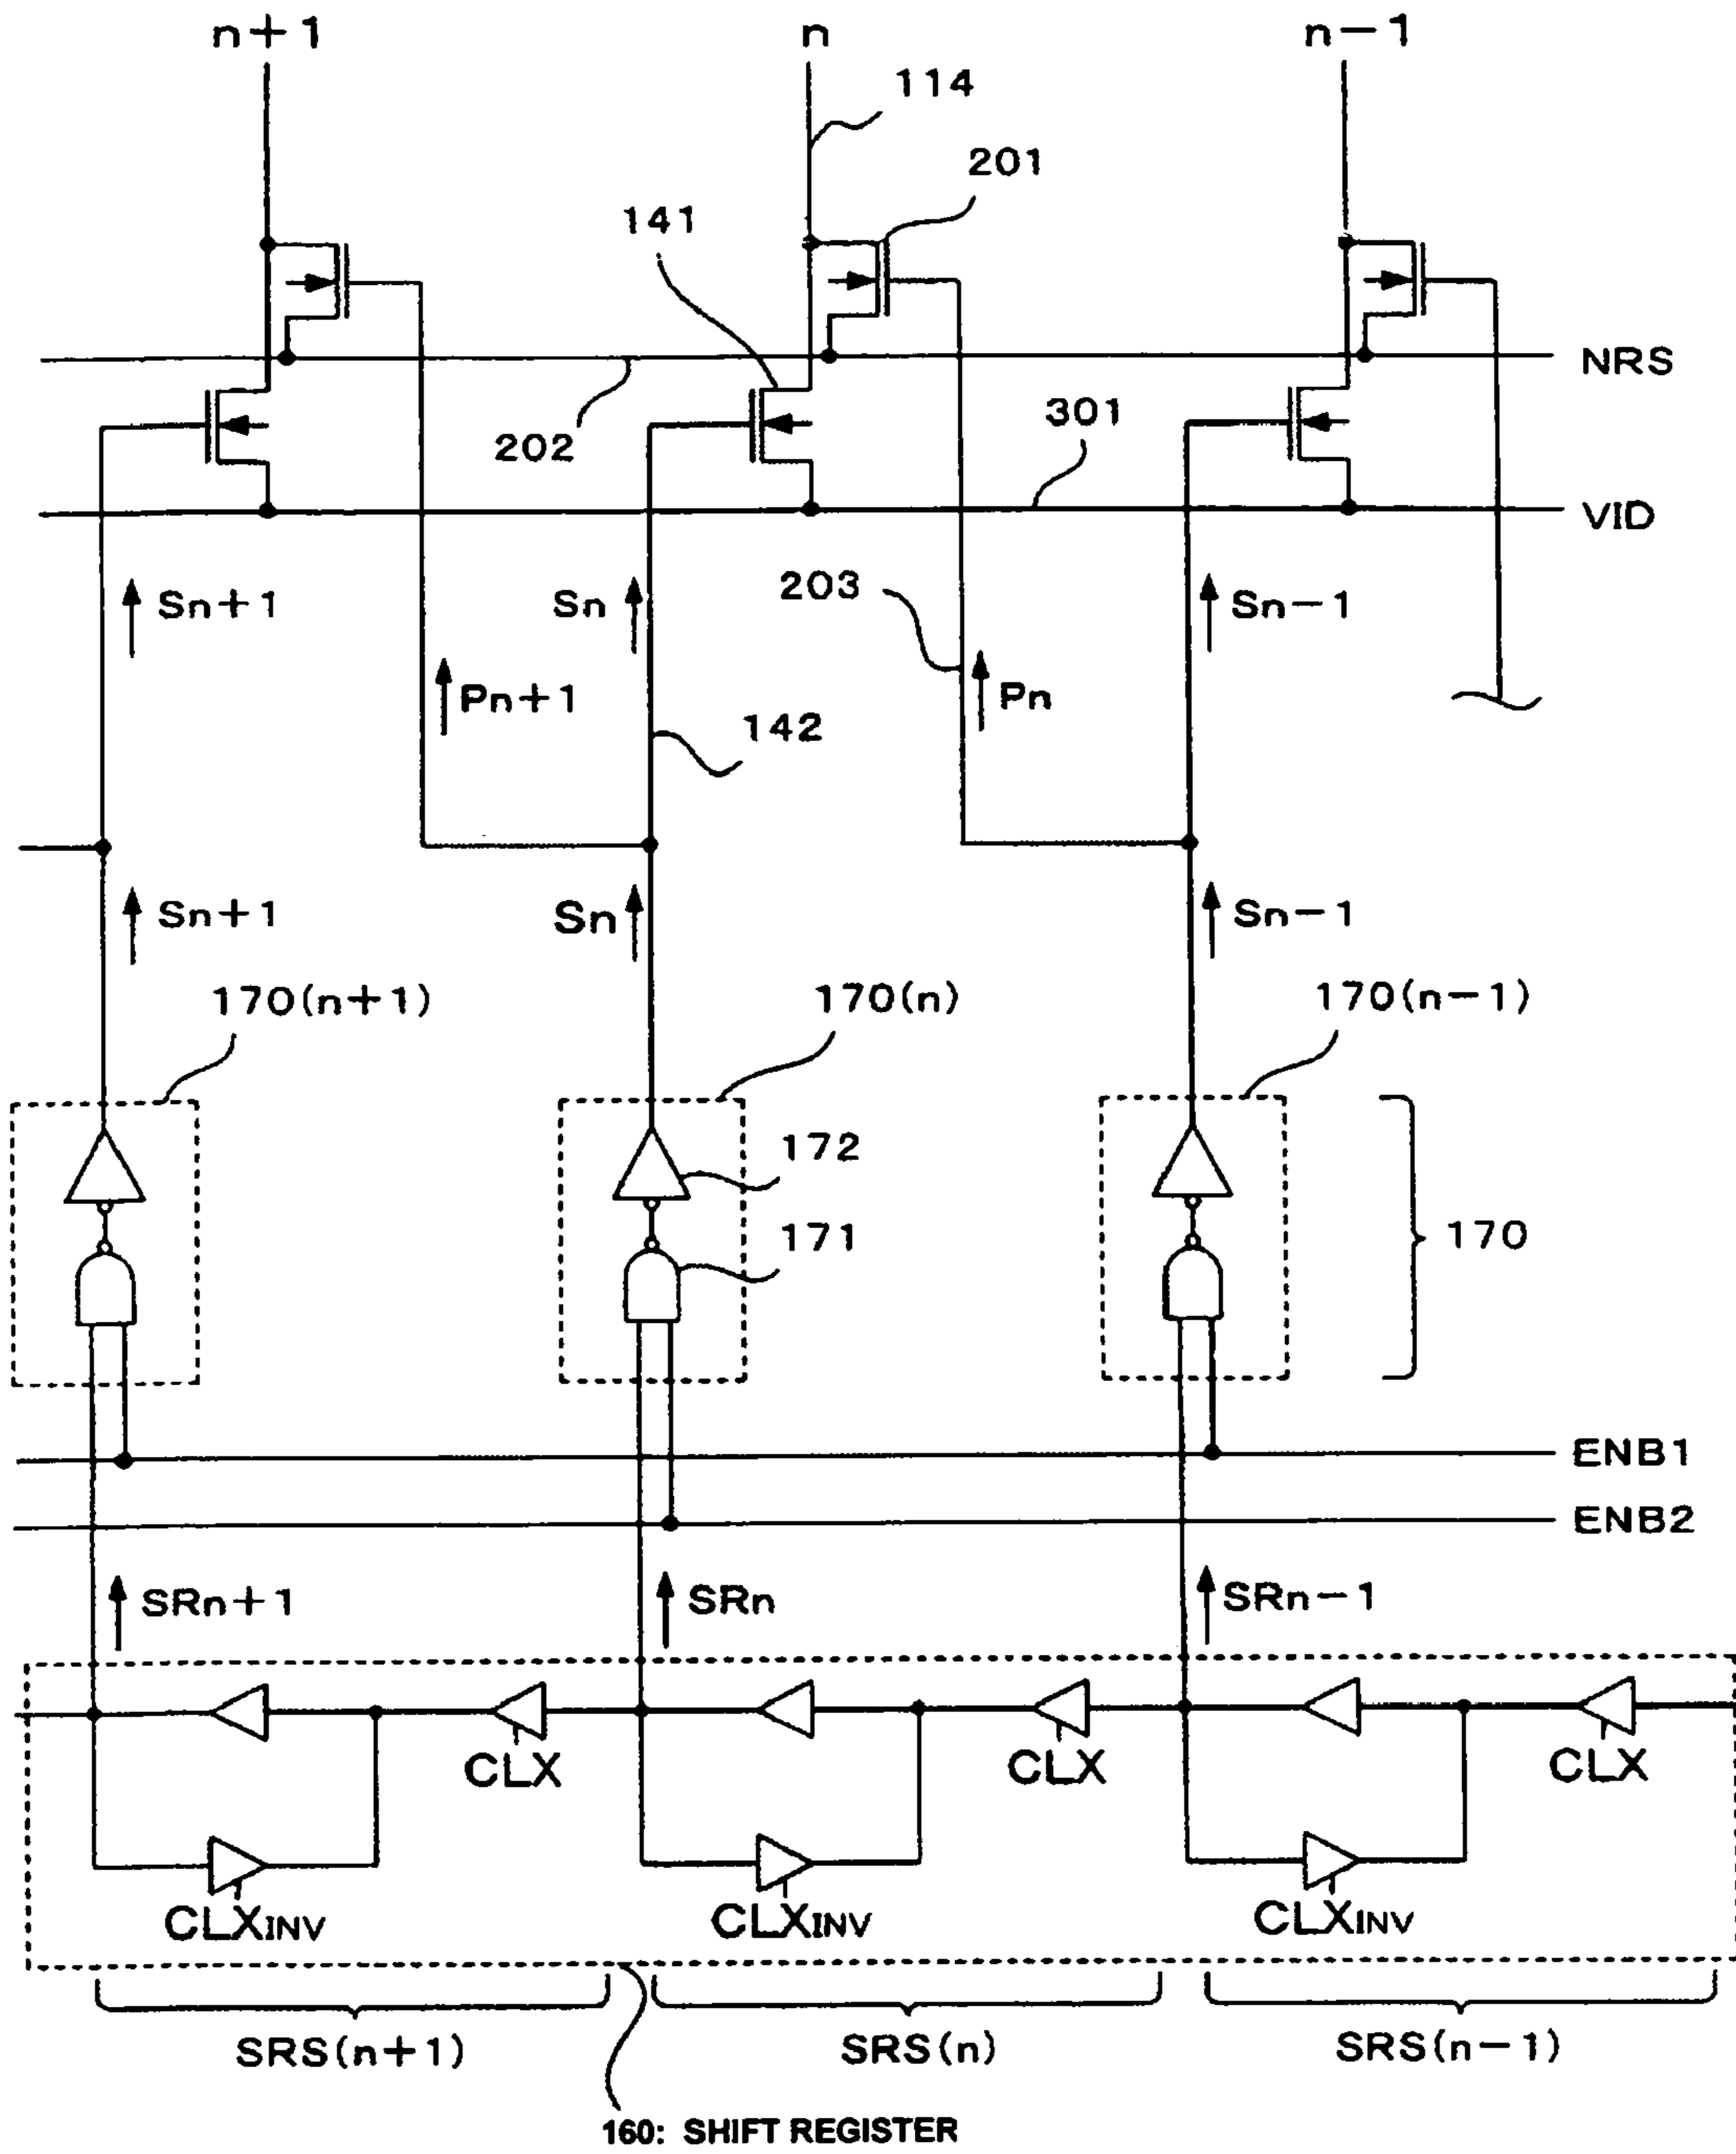 n+1 n n-1
114
201
141
NRS
202 301
VID
Sn+1 Sn 203 Sn-1
Pn+1 Pn
142
Sn+1 Sn Sn-1
170(n+1) 170(n) 170(n-1)
172
171 170
ENB1
ENB2
SRn+1 SRn SRn-1
CLX CLX CLX
CLXINV CLXINV CLXINV
SRS(n+1) SRS(n) SRS(n-1)
160: SHIFT REGISTER